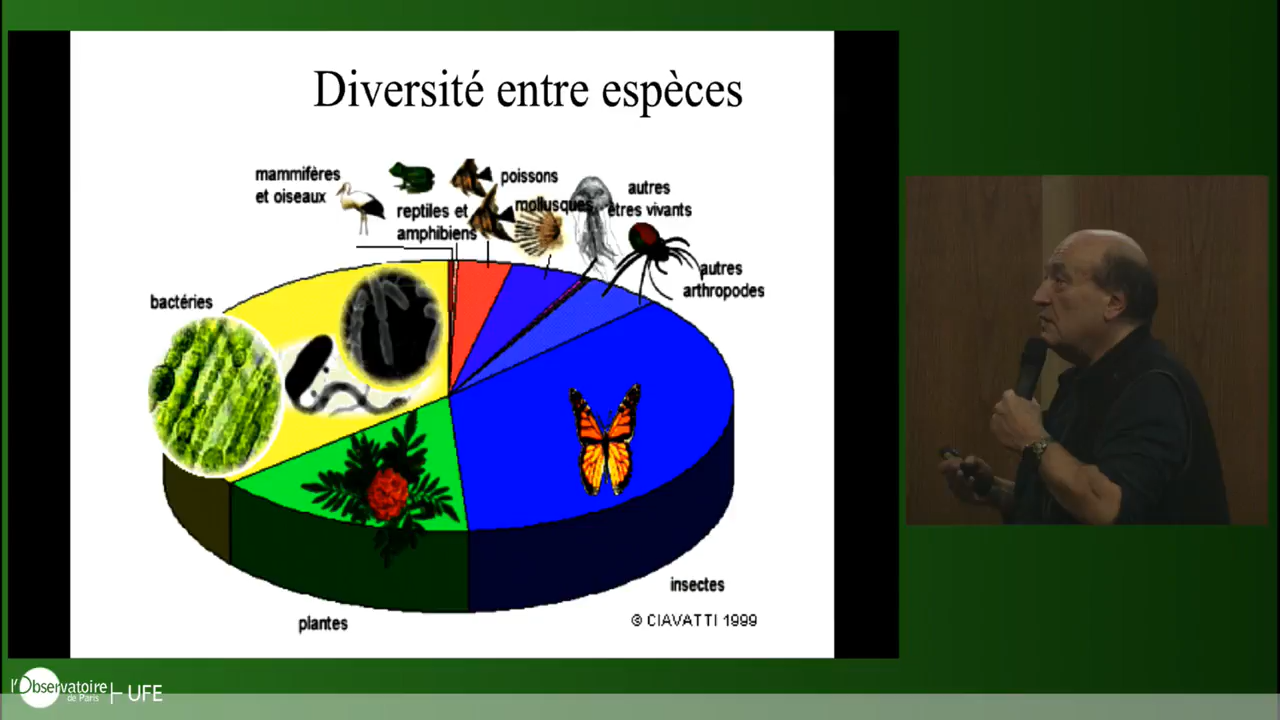 Diversité entre espèces
mammifères
et oiseaux
reptiles et
amphibiens
poissons
mollusques
autres
êtres vivants
autres
arthropodes
bactéries
insectes
plantes
© CIAVATTI 1999
l'Observatoire
de Paris
UFE